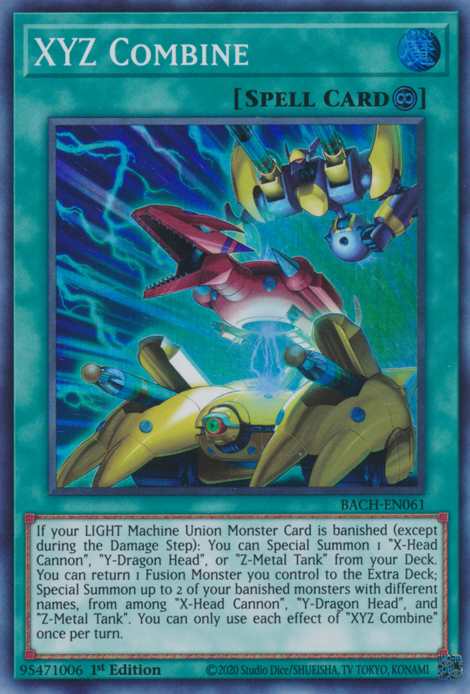 XYZ Combine
魔
[Spell Card]
BACH-EN061
If your LIGHT Machine Union Monster Card is banished (except
during the Damage Step): You can Special Summon 1 "X-Head
Cannon", "Y-Dragon Head", or "Z-Metal Tank" from your Deck.
You can return 1 Fusion Monster you control to the Extra Deck;
Special Summon up to 2 of your banished monsters with different
names, from among "X-Head Cannon", "Y-Dragon Head", and
"Z-Metal Tank". You can only use each effect of "XYZ Combine"
once per turn.
95471006 1st Edition ©2020 Studio Dice/SHUEISHA, TV TOKYO, KONAMI